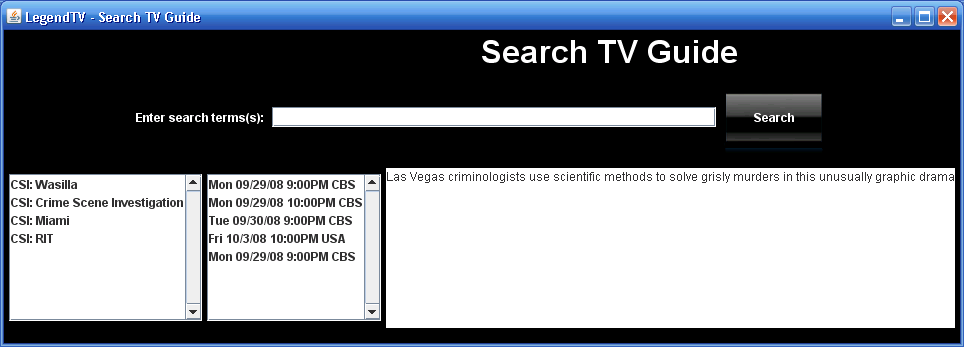 LegendTV - Search TV Guide
Search TV Guide
Enter search terms(s):
Search
CSI: Wasilla
CSI: Crime Scene Investigation
CSI: Miami
CSI: RIT
Mon 09/29/08 9:00PM CBS
Mon 09/29/08 10:00PM CBS
Tue 09/30/08 9:00PM CBS
Fri 10/3/08 10:00PM USA
Mon 09/29/08 9:00PM CBS
Las Vegas criminologists use scientific methods to solve grisly murders in this unusually graphic drama